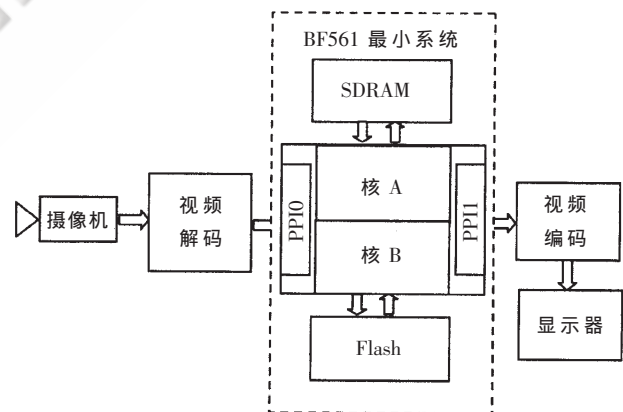 BF561 最小系统
SDRAM
摄像机
视频
解码
PPI0
核 A
核 B
PPI1
视频
编码
Flash
显示器